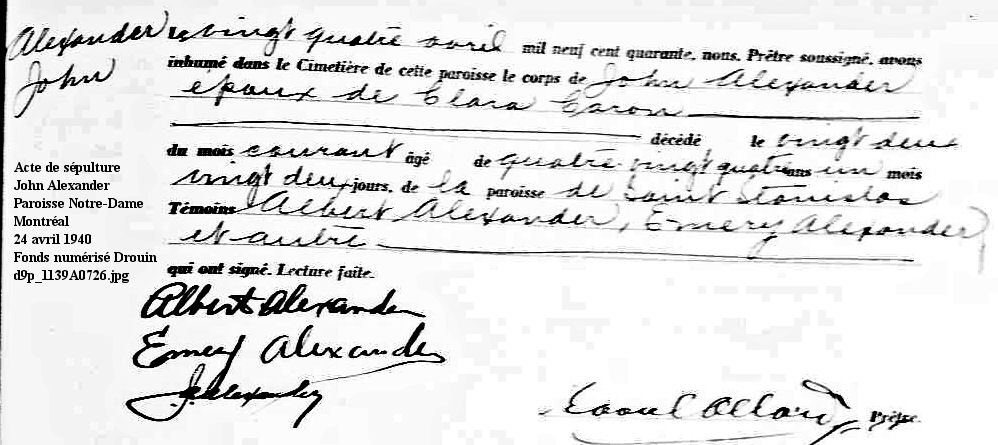 Alexander
John
le vingt quatre avril mil neuf cent quarante, nous, Prêtre soussigné, avons
inhumé dans le Cimetière de cette paroisse le corps de John Alexander
époux de Clara Caron
décédé le vingt deux
du mois courant âgé de quatre vingt quatre ans un mois
vingt deux jours, de la paroisse de Saint Stanislas
Témoins Albert Alexander, Emery Alexander,
et autre
qui ont signé. Lecture faite.
Albert Alexander
Emery Alexander
J. Alexander
Raoul Allard, Prêtre.
Acte de sépulture
John Alexander
Paroisse Notre-Dame
Montréal
24 avril 1940
Fonds numérisé Drouin
d9p_1139A0726.jpg